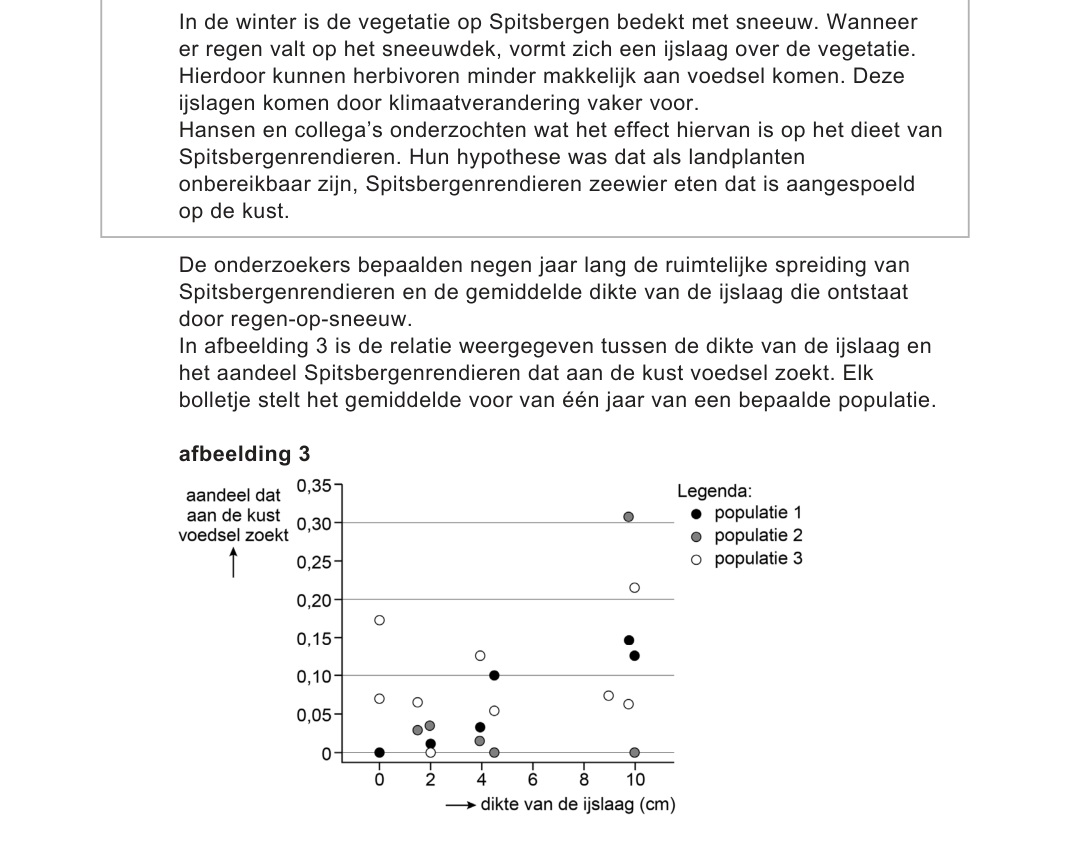 In de winter is de vegetatie op Spitsbergen bedekt met sneeuw. Wanneer
er regen valt op het sneeuwdek, vormt zich een ijslaag over de vegetatie.
Hierdoor kunnen herbivoren minder makkelijk aan voedsel komen. Deze
ijslagen komen door klimaatverandering vaker voor.
Hansen en collega's onderzochten wat het effect hiervan is op het dieet van
Spitsbergenrendieren. Hun hypothese was dat als landplanten
onbereikbaar zijn, Spitsbergenrendieren zeewier eten dat is aangespoeld
op de kust.
De onderzoekers bepaalden negen jaar lang de ruimtelijke spreiding van
Spitsbergenrendieren en de gemiddelde dikte van de ijslaag die ontstaat
door regen-op-sneeuw.
In afbeelding 3 is de relatie weergegeven tussen de dikte van de ijslaag en
het aandeel Spitsbergenrendieren dat aan de kust voedsel zoekt. Elk
bolletje stelt het gemiddelde voor van één jaar van een bepaalde populatie.
afbeelding 3
aandeel dat
aan de kust
voedsel zoekt
0,35
0,30
0,25
0,20
0,15
0,10
0,05
0
0 2 4 6 8 10
dikte van de ijslaag (cm)
Legenda:
populatie 1
populatie 2
populatie 3